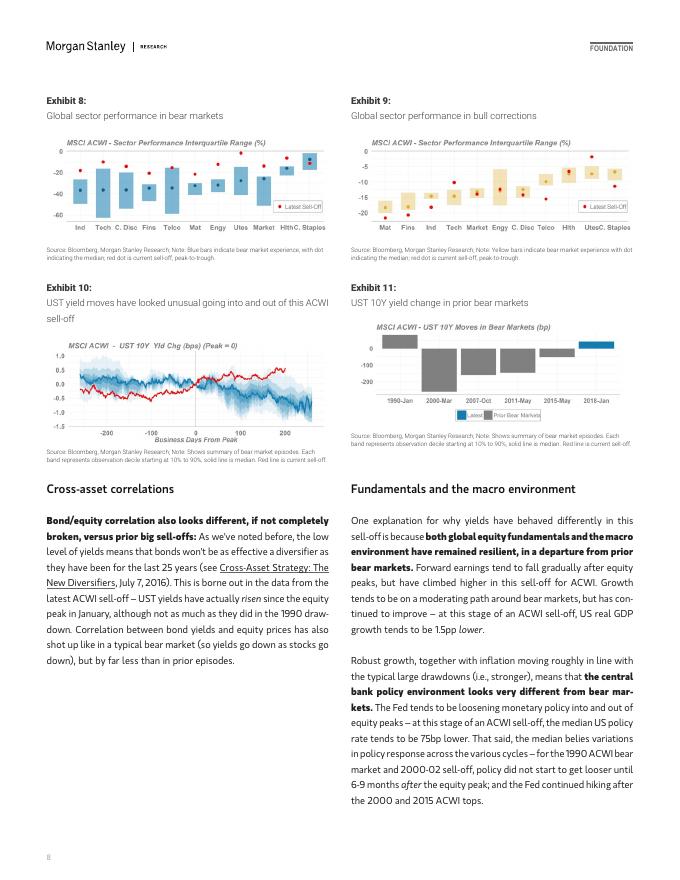 Morgan Stanley | RESEARCH
FOUNDATION
Exhibit 8:
Global sector performance in bear markets
MSCI ACWI - Sector Performance Interquartile Range (%)
0
-20
-40
-60
Latest Sell-Off
Ind Tech C. Disc Fins Telco Mat Engy Utes Market Hlth C. Staples
Source: Bloomberg, Morgan Stanley Research; Note: Blue bars indicate bear market experience, with dot
indicating the median; red dot is current sell-off, peak-to-trough.
Exhibit 9:
Global sector performance in bull corrections
MSCI ACWI - Sector Performance Interquartile Range (%)
0
-5
-10
-15
-20
Latest Sell-Off
Mat Fins Ind Tech Market Engy C. Disc Telco Hlth Utes C. Staples
Source: Bloomberg, Morgan Stanley Research; Note: Yellow bars indicate bear market experience with dot
indicating the median; red dot is current sell-off, peak-to-trough.
Exhibit 10:
UST yield moves have looked unusual going into and out of this ACWI
sell-off
MSCI ACWI - UST 10Y Yld Chg (bps) (Peak = 0)
1.0
0.5
0.0
-0.5
-1.0
-1.5
-200 -100 0 100 200
Business Days From Peak
Source: Bloomberg, Morgan Stanley Research; Note: Shows summary of bear market episodes. Each
band represents observation decile starting at 10% to 90%, solid line is median. Red line is current sell-off.
Exhibit 11:
UST 10Y yield change in prior bear markets
MSCI ACWI - UST 10Y Moves in Bear Markets (bp)
0
-100
-200
1990-Jan 2000-Mar 2007-Oct 2011-May 2015-May 2018-Jan
Latest Prior Bear Markets
Source: Bloomberg, Morgan Stanley Research; Note: Shows summary of bear market episodes. Each
band represents observation decile starting at 10% to 90%, solid line is median. Red line is current sell-off.
Cross-asset correlations
Bond/equity correlation also looks different, if not completely
broken, versus prior big sell-offs: As we've noted before, the low
level of yields means that bonds won't be as effective a diversifier as
they have been for the last 25 years (see Cross-Asset Strategy: The
New Diversifiers, July 7, 2016). This is borne out in the data from the
latest ACWI sell-off – UST yields have actually risen since the equity
peak in January, although not as much as they did in the 1990 draw-
down. Correlation between bond yields and equity prices has also
shot up like in a typical bear market (so yields go down as stocks go
down), but by far less than in prior episodes.
Fundamentals and the macro environment
One explanation for why yields have behaved differently in this
sell-off is because both global equity fundamentals and the macro
environment have remained resilient, in a departure from prior
bear markets. Forward earnings tend to fall gradually after equity
peaks, but have climbed higher in this sell-off for ACWI. Growth
tends to be on a moderating path around bear markets, but has con-
tinued to improve – at this stage of an ACWI sell-off, US real GDP
growth tends to be 1.5pp lower.
Robust growth, together with inflation moving roughly in line with
the typical large drawdowns (i.e., stronger), means that the central
bank policy environment looks very different from bear mar-
kets. The Fed tends to be loosening monetary policy into and out of
equity peaks – at this stage of an ACWI sell-off, the median US policy
rate tends to be 75bp lower. That said, the median belies variations
in policy response across the various cycles – for the 1990 ACWI bear
market and 2000-02 sell-off, policy did not start to get looser until
6-9 months after the equity peak; and the Fed continued hiking after
the 2000 and 2015 ACWI tops.
8